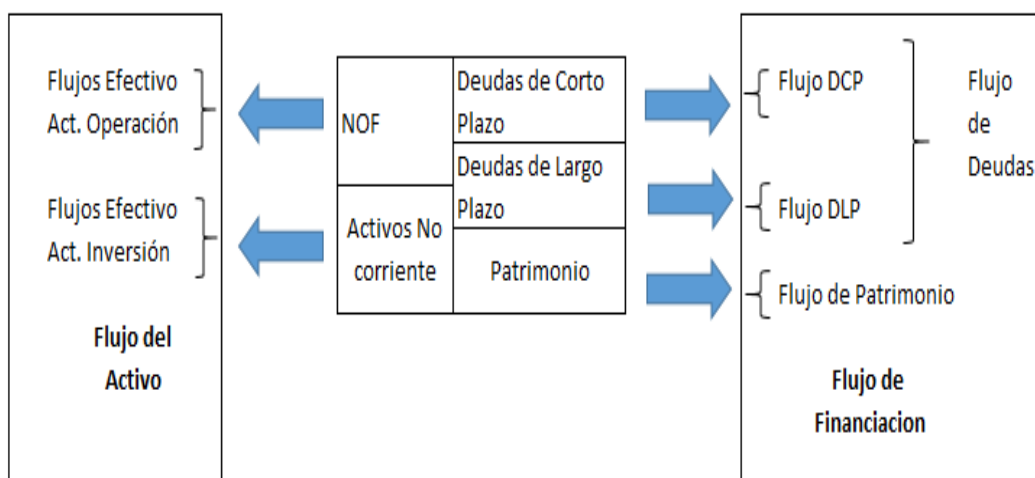 Flujos Efectivo
Act. Operación
Flujos Efectivo
Act. Inversión
Flujo del
Activo
NOF
Activos No
corriente
Deudas de Corto
Plazo
Deudas de Largo
Plazo
Patrimonio
Flujo DCP
Flujo DLP
Flujo
de
Deudas
Flujo de Patrimonio
Flujo de
Financiacion